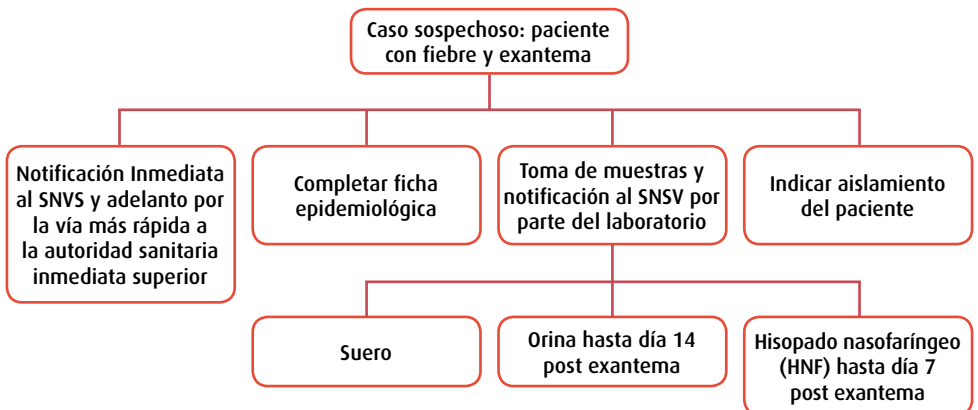 Caso sospechoso: paciente
con fiebre y exantema
Notificación Inmediata
al SNVS y adelanto por
la vía más rápida a
la autoridad sanitaria
inmediata superior
Completar ficha
epidemiológica
Toma de muestras y
notificación al SNSV por
parte del laboratorio
Indicar aislamiento
del paciente
Suero
Orina hasta día 14
post exantema
Hisopado nasofaríngeo
(HNF) hasta día 7
post exantema